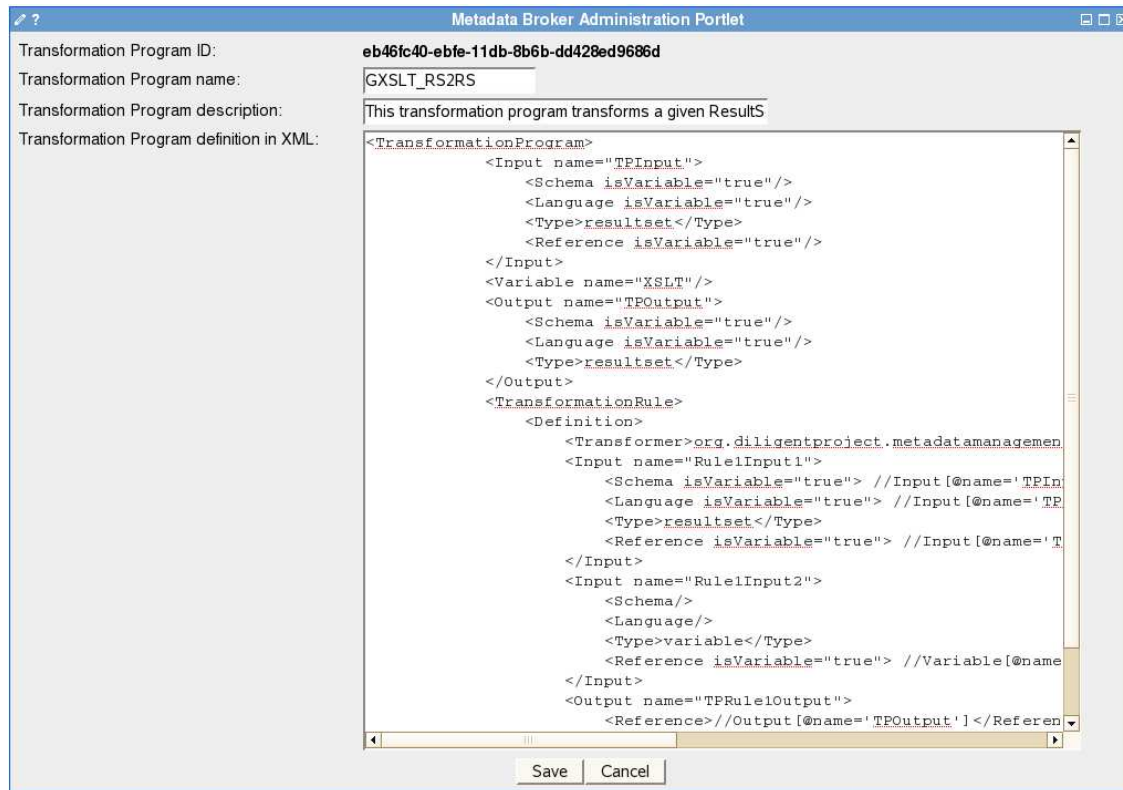 ? Metadata Broker Administration Portlet
Transformation Program ID: eb46fc40-ebfe-11db-8b6b-dd428ed9686d
Transformation Program name: GXSLT_RS2RS
Transformation Program description: This transformation program transforms a given ResultS
Transformation Program definition in XML:
<TransformationProgram>
<Input name="TPInput">
<Schema isVariable="true"/>
<Language isVariable="true"/>
<Type>resultset</Type>
<Reference isVariable="true"/>
</Input>
<Variable name="XSLT"/>
<Output name="TPOutput">
<Schema isVariable="true"/>
<Language isVariable="true"/>
<Type>resultset</Type>
</Output>
<TransformationRule>
<Definition>
<Transformer>org.diligentproject.metadatamanagemen
<Input name="Rule1Input1">
<Schema isVariable="true"> //Input[@name='TPIn
<Language isVariable="true"> //Input[@name='TP
<Type>resultset</Type>
<Reference isVariable="true"> //Input[@name='T
</Input>
<Input name="Rule1Input2">
<Schema/>
<Language/>
<Type>variable</Type>
<Reference isVariable="true"> //Variable[@name
</Input>
<Output name="TPRule1Output">
<Reference>//Output[@name='TPOutput']</Referen
Save Cancel